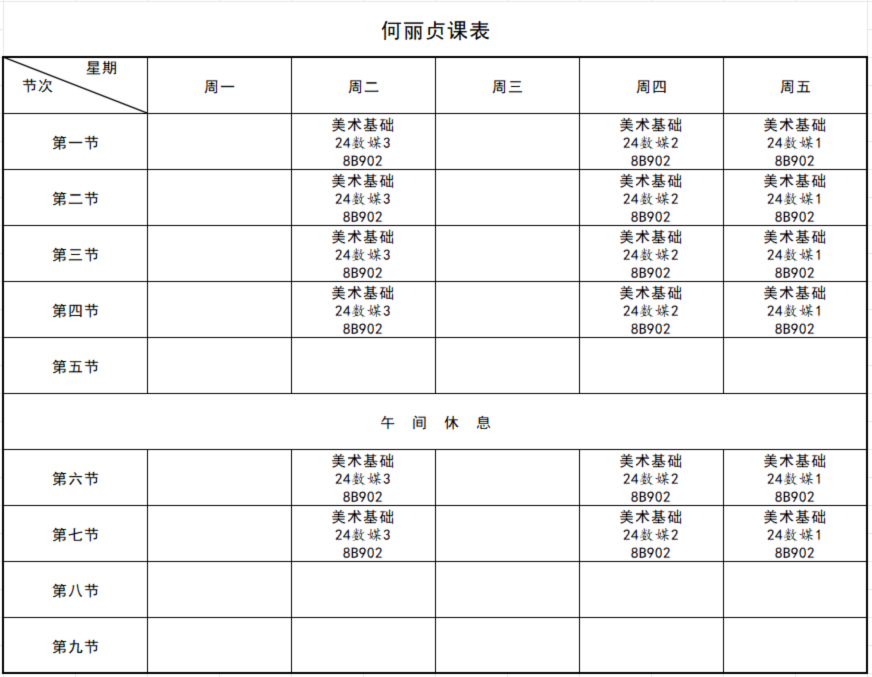 何丽贞课表
星期
节次 周一 周二 周三 周四 周五
第一节
美术基础 美术基础 美术基础
24数媒3 24数媒2 24数媒1
8B902 8B902 8B902
第二节
美术基础 美术基础 美术基础
24数媒3 24数媒2 24数媒1
8B902 8B902 8B902
第三节
美术基础 美术基础 美术基础
24数媒3 24数媒2 24数媒1
8B902 8B902 8B902
第四节
美术基础 美术基础 美术基础
24数媒3 24数媒2 24数媒1
8B902 8B902 8B902
第五节
午 间 休 息
第六节
美术基础 美术基础 美术基础
24数媒3 24数媒2 24数媒1
8B902 8B902 8B902
第七节
美术基础 美术基础 美术基础
24数媒3 24数媒2 24数媒1
8B902 8B902 8B902
第八节
第九节